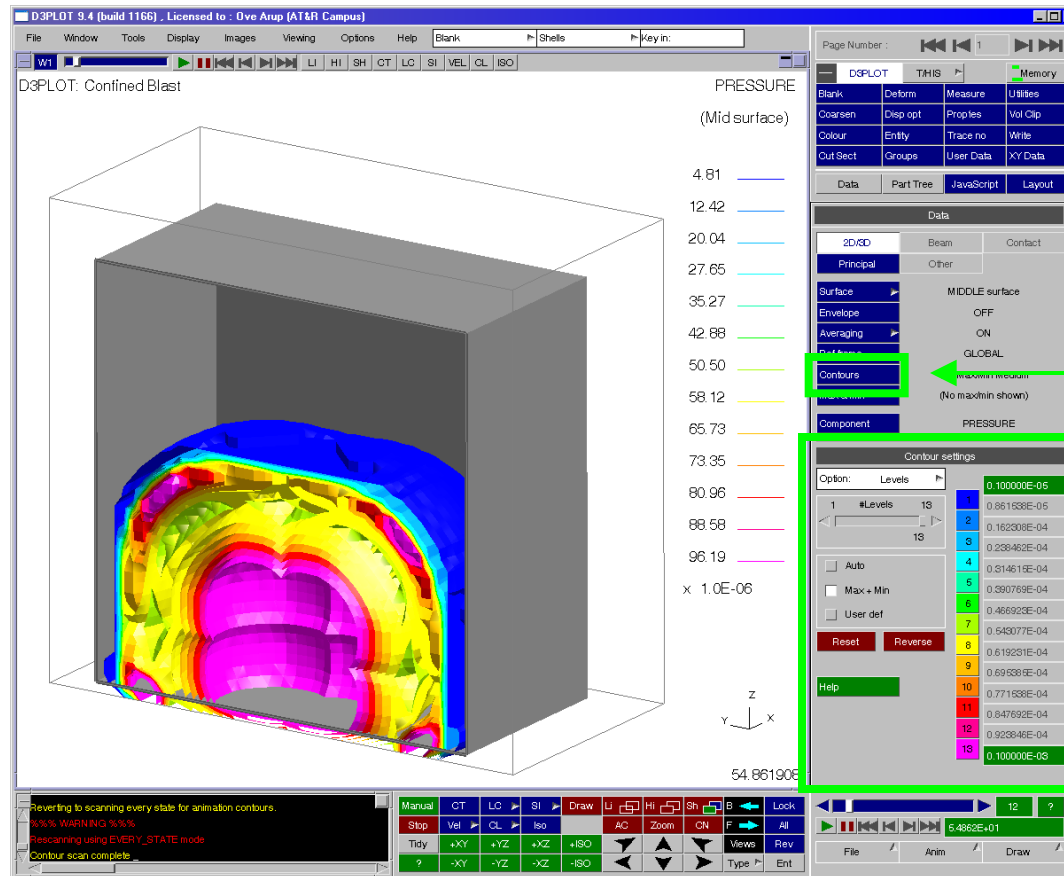 D3PLOT 9.4 (build 1166) , Licensed to : Ove Arup (AT&R Campus)
File Window Tools Display Images Viewing Options Help Blank Shells Key in:
W1 LI HI SH CT LC SI VEL CL ISO
D3PLOT: Confined Blast
PRESSURE
(Mid surface)
4.81
12.42
20.04
27.65
35.27
42.88
50.50
58.12
65.73
73.35
80.96
88.58
96.19
x 1.0E-06
Z
Y X
54.861908
Page Number : 1
D3PLOT T/HIS Memory
Blank Deform Measure Utilities
Coarsen Disp opt Proples Vol Clip
Colour Entity Trace no Write
Cut Sect Groups User Data XY Data
Data Part Tree JavaScript Layout
Data
2D/3D Beam Contact
Principal Other
Surface MIDDLE surface
Envelope OFF
Averaging ON
GLOBAL
Contours Max/Min Medium
(No max/min shown)
Component PRESSURE
Contour settings
Option: Levels
1 #Levels 13
13
Auto
Max + Min
User def
Reset Reverse
Help
0.100000E-05
1 0.861538E-05
2 0.162308E-04
3 0.238462E-04
4 0.314615E-04
5 0.390769E-04
6 0.466923E-04
7 0.543077E-04
8 0.619231E-04
9 0.695385E-04
10 0.771538E-04
11 0.847692E-04
12 0.923846E-04
13 0.100000E-03
Reverting to scanning every state for animation contours.
%%% WARNING %%%
Rescanning using EVERY_STATE mode
Contour scan complete _
Manual CT LC SI Draw Li Hi Sh B Lock
Stop Vel CL Iso AC Zoom CN F All
Tidy +XY +YZ +XZ +ISO Views Rev
? -XY -YZ -XZ -ISO Type Ent
12 ?
5.4862E+01
File Anim Draw